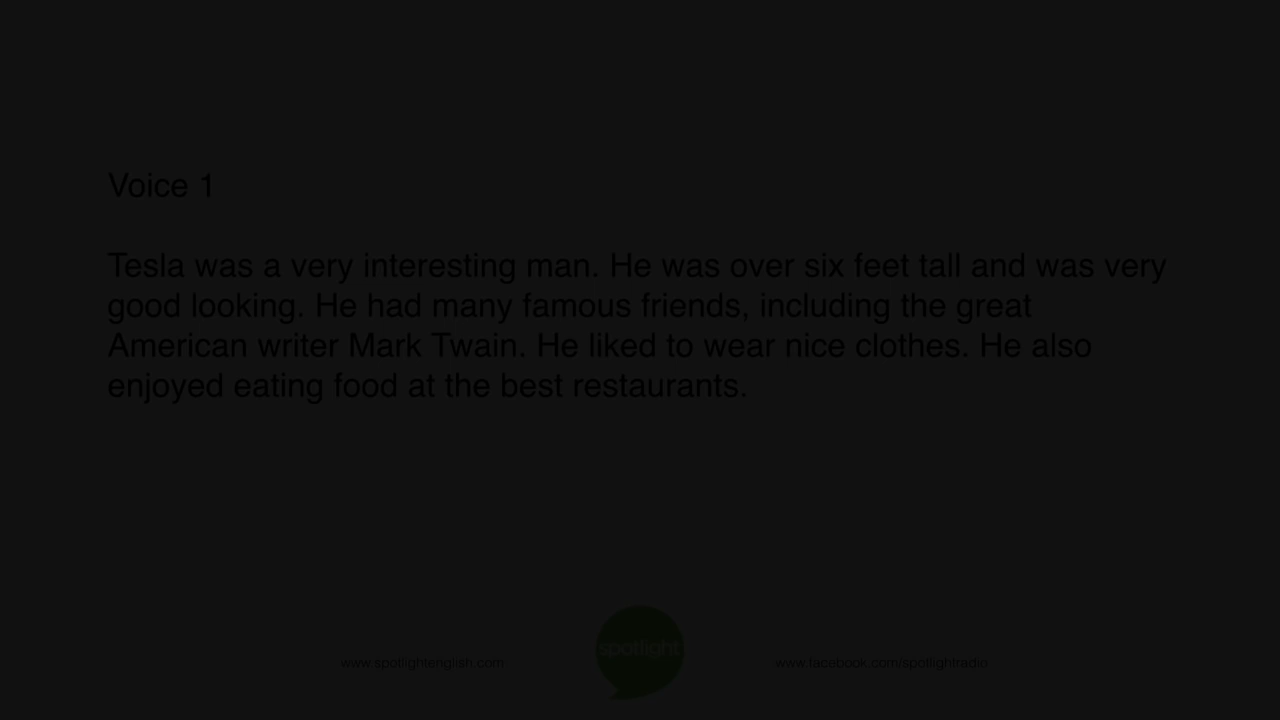 Voice 1
Tesla was a very interesting man. He was over six feet tall and was very
good looking. He had many famous friends, including the great
American writer Mark Twain. He liked to wear nice clothes. He also
enjoyed eating food at the best restaurants.
spotlight
www.spotlightenglish.com
www.facebook.com/spotlightradio